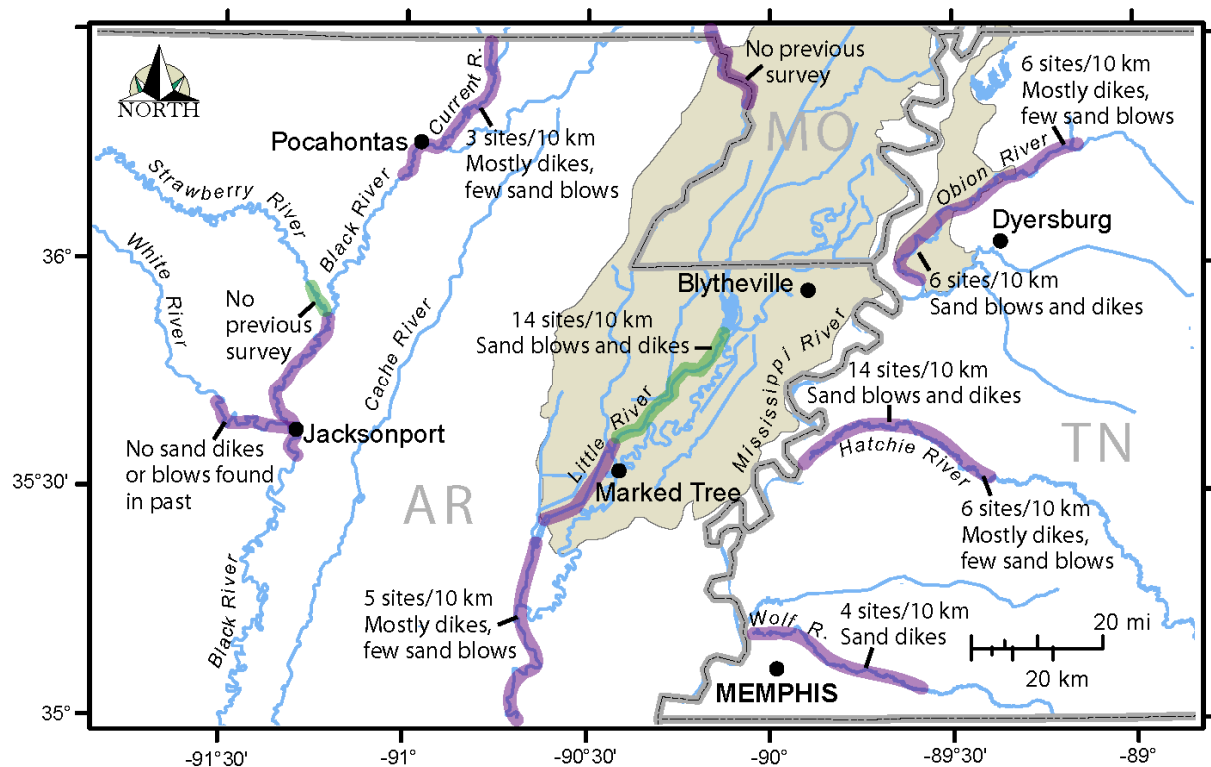 No previous
survey
6 sites/10 km
Mostly dikes,
few sand blows
NORTH
Current R.
MO
Pocahontas
3 sites/10 km
Mostly dikes,
few sand blows
Strawberry River
Black River
Obion River
Dyersburg
36°
White River
Blytheville
6 sites/10 km
Sand blows and dikes
No
previous
survey
14 sites/10 km
Sand blows and dikes
Cache River
Mississippi River
14 sites/10 km
Sand blows and dikes
Little River
Jacksonport
Hatchie River
TN
No sand dikes
or blows found
in past
35°30'
Marked Tree
AR
6 sites/10 km
Mostly dikes,
few sand blows
Black River
5 sites/10 km
Mostly dikes,
few sand blows
Wolf R.
4 sites/10 km
Sand dikes
20 mi
20 km
MEMPHIS
35°
-91°30'
-91°
-90°30'
-90°
-89°30'
-89°